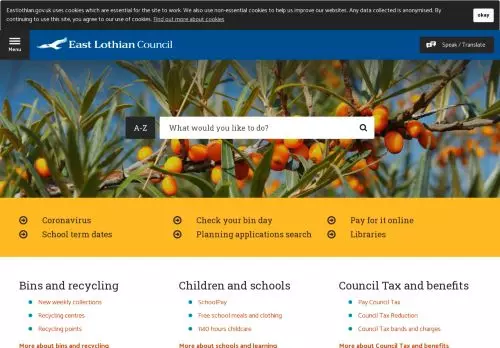 Eastlothian.gov.uk uses cookies which are essential for the site to work. We also use non-essential cookies to help us improve our websites. Any data collected is anonymised. By
continuing to use this site, you agree to our use of cookies. Find out more about cookies
okay
Menu
East Lothian Council
Speak / Translate
A-Z
What would you like to do?
Coronavirus
Check your bin day
Pay for it online
School term dates
Planning applications search
Libraries
Bins and recycling
Children and schools
Council Tax and benefits
New weekly collections
SchoolPay
Pay Council Tax
Recycling centres
Free school meals and clothing
Council Tax Reduction
Recycling points
1140 hours childcare
Council Tax bands and charges
More about bins and recycling
More about schools and learning
More about Council Tax and benefits